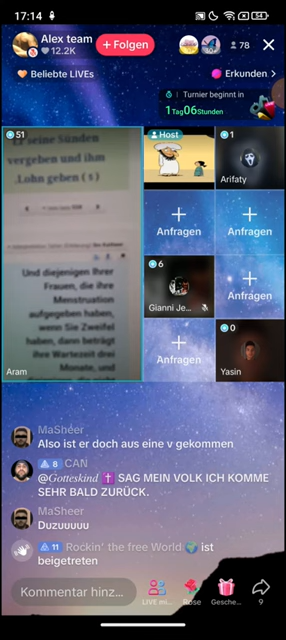 17:14
54
Alex team
12.2K
+ Folgen
78
Beliebte LIVEs
Erkunden >
Turnier beginnt in
1Tag06Stunden
51
Er seine Sünden
vergeben und ihm
Lohn geben
Host
1
Arifaty
Anfragen
Anfragen
Und diejenigen Ihrer
Frauen, die ihre
Menstruation
aufgegeben haben,
wenn Sie Zweifel
haben, dann beträgt
ihre Wartezeit drei
Monate, und
Aram
6
Gianni Je...
Anfragen
Anfragen
0
Yasin
MaSheer
Also ist er doch aus eine v gekommen
8 CAN
@Gotteskind ✝️ SAG MEIN VOLK ICH KOMME
SEHR BALD ZURÜCK.
MaSheer
Duzuuuuu
11 Rockin' the free World 🌍 ist
beigetreten
Kommentar hinz...
LIVE mi...
Rose
Gesche...
9